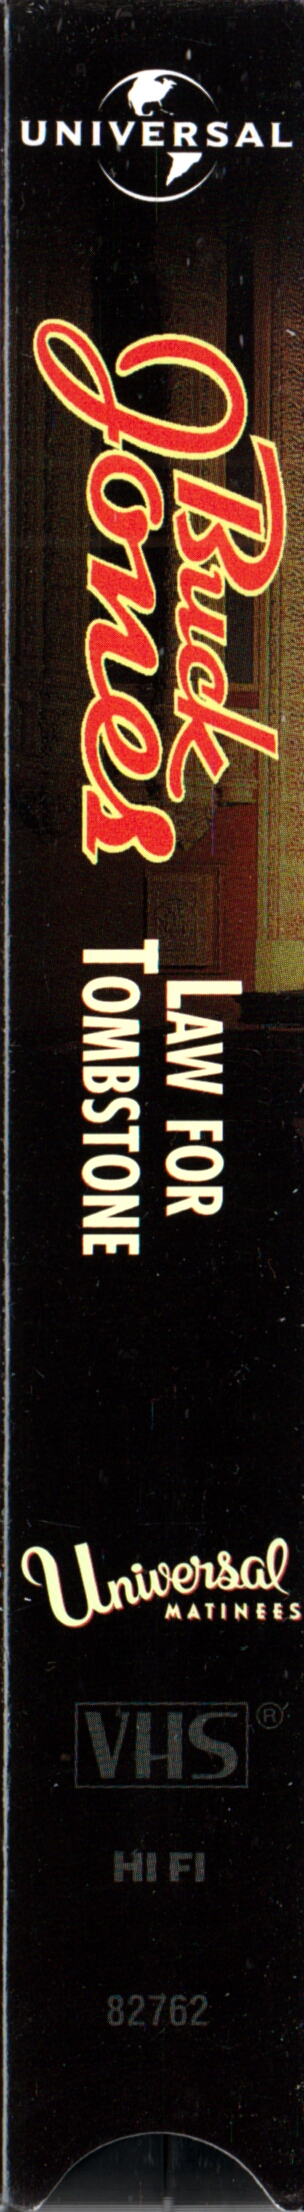 UNIVERSAL
Buck
Jones
LAW FOR
TOMBSTONE
Universal
MATINEES
VHS®
HI FI
82762